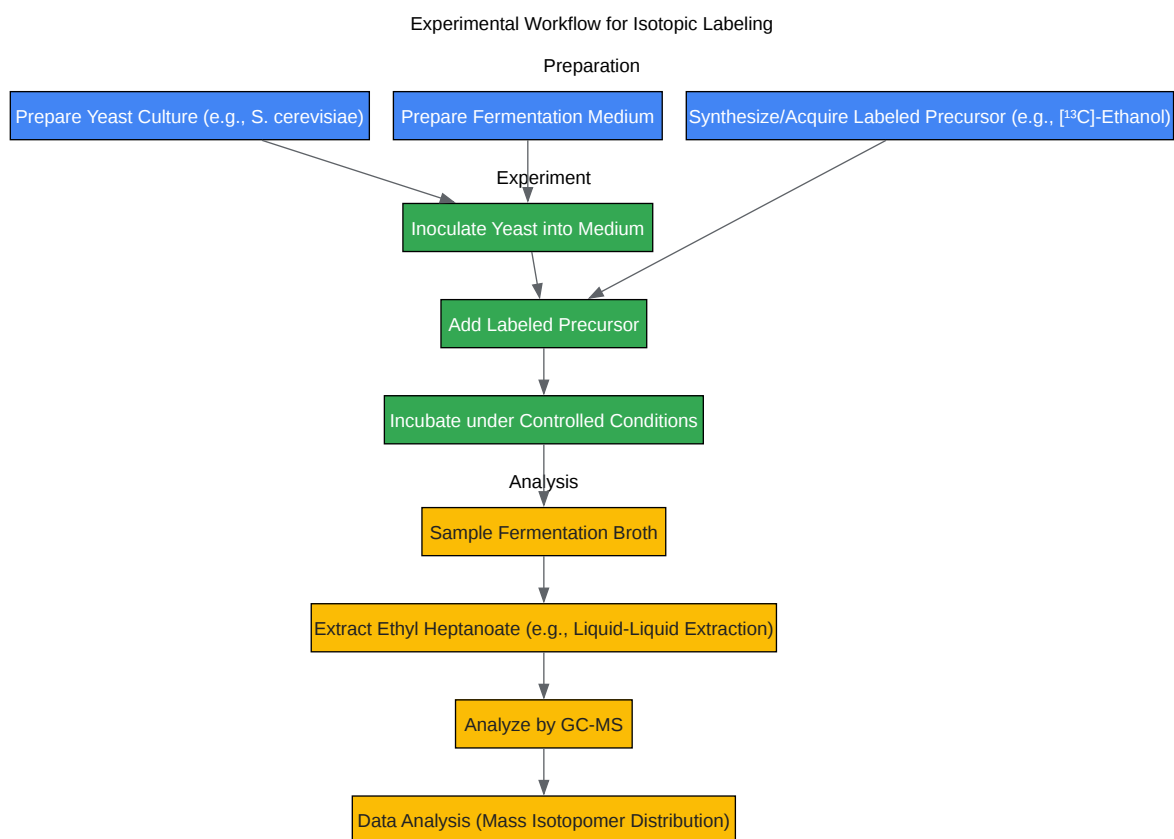 Experimental Workflow for Isotopic Labeling
Preparation
Prepare Yeast Culture (e.g., S. cerevisiae)
Prepare Fermentation Medium
Synthesize/Acquire Labeled Precursor (e.g., [¹³C]-Ethanol)
Experiment
Inoculate Yeast into Medium
Add Labeled Precursor
Incubate under Controlled Conditions
Analysis
Sample Fermentation Broth
Extract Ethyl Heptanoate (e.g., Liquid-Liquid Extraction)
Analyze by GC-MS
Data Analysis (Mass Isotopomer Distribution)